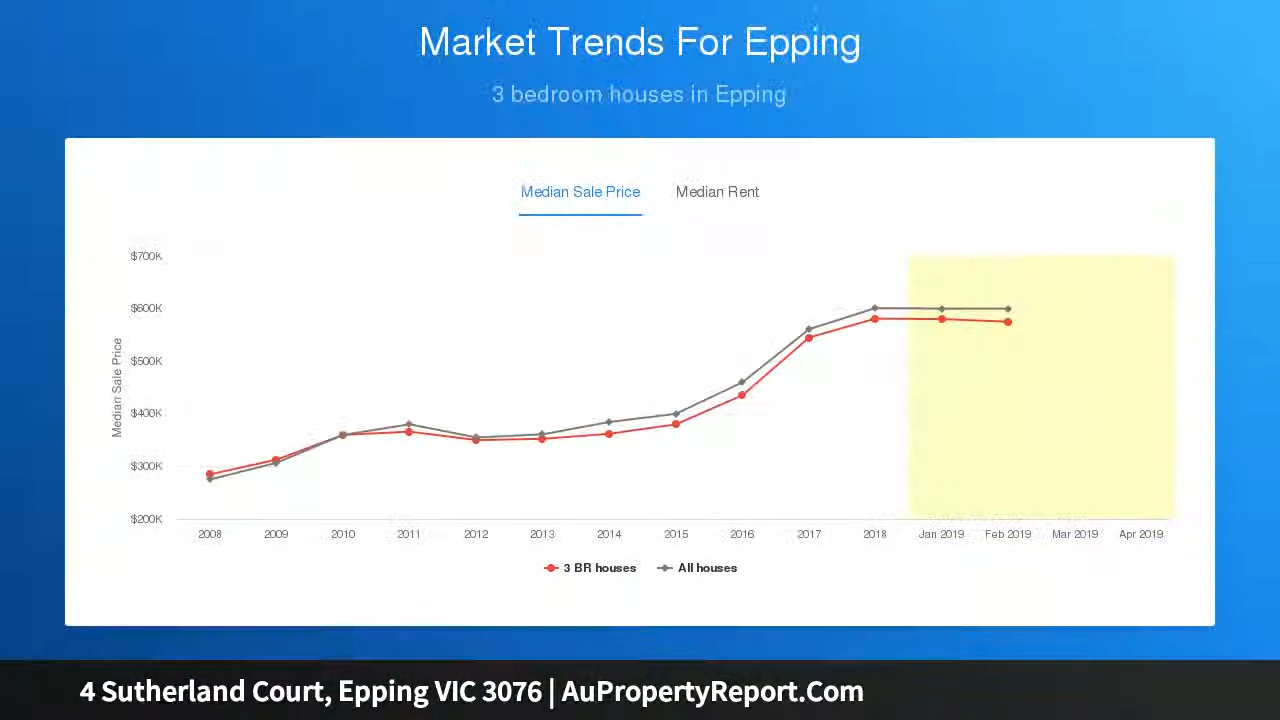 Market Trends For Epping
3 bedroom houses in Epping
Median Sale Price
Median Rent
$700K
$600K
$500K
$400K
$300K
$200K
Median Sale Price
2008 2009 2010 2011 2012 2013 2014 2015 2016 2017 2018 Jan 2019 Feb 2019 Mar 2019 Apr 2019
3 BR houses All houses
4 Sutherland Court, Epping VIC 3076 | AuPropertyReport.Com